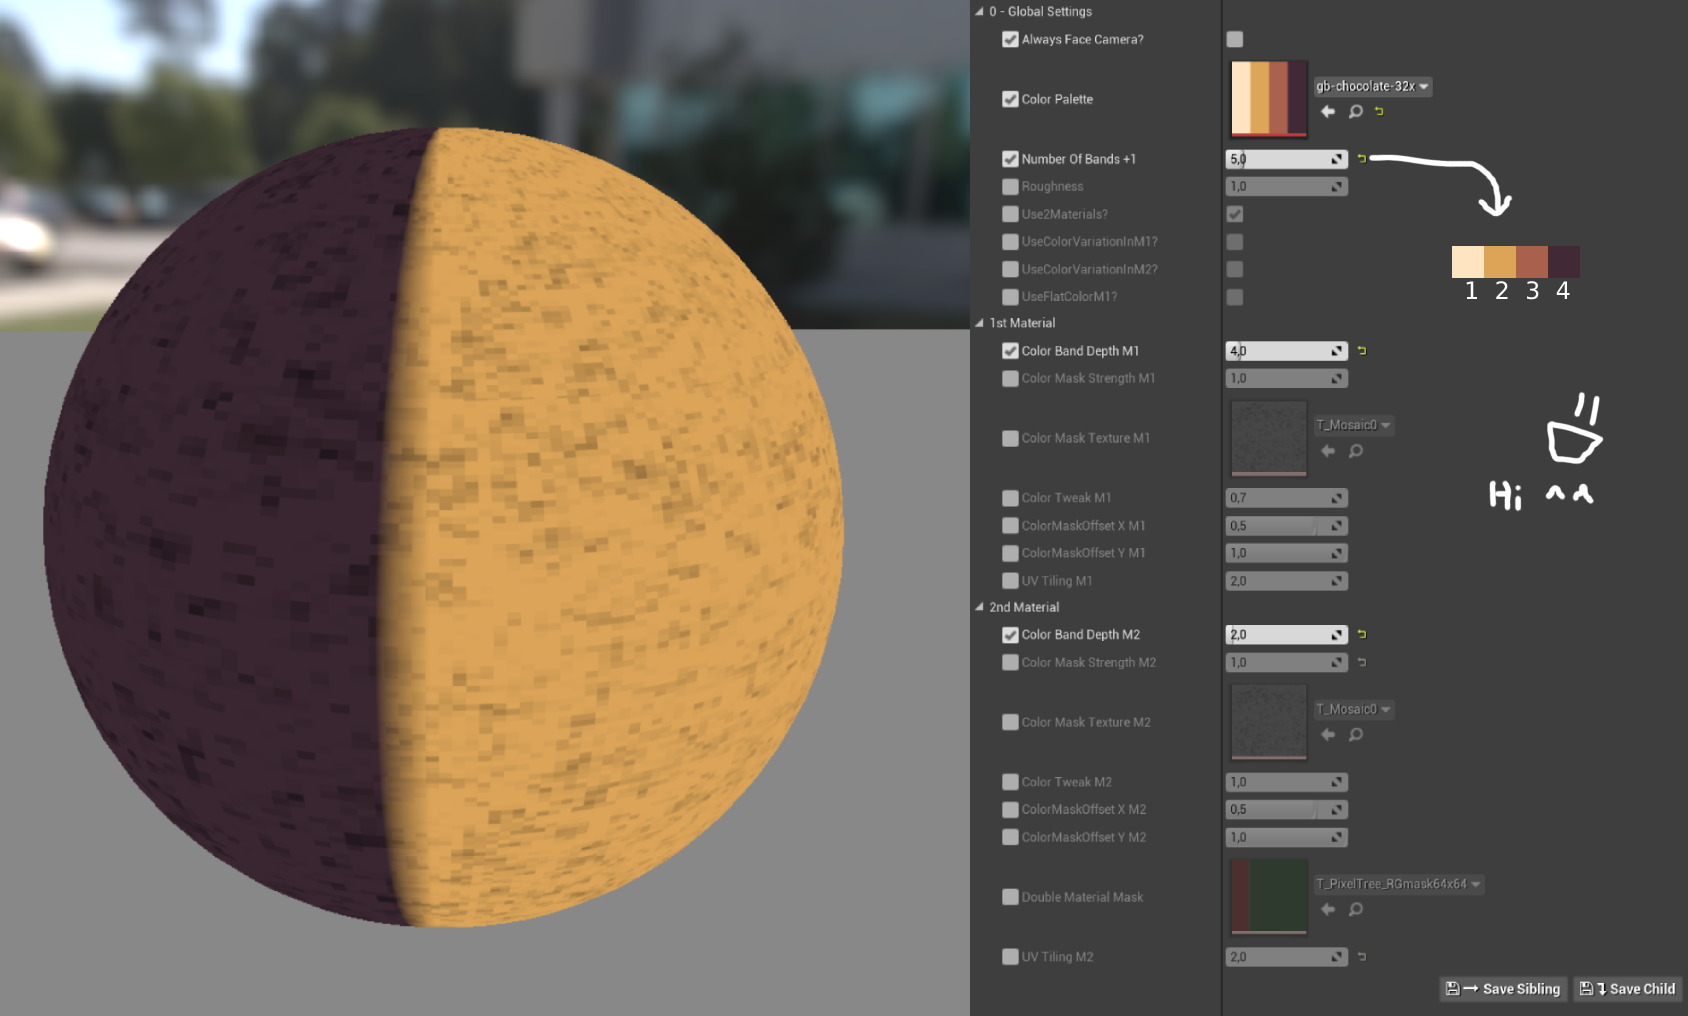 0 - Global Settings
Always Face Camera?
Color Palette
gb-chocolate-32x
Number Of Bands +1
5,0
Roughness
1,0
Use2Materials?
UseColorVariationInM1?
UseColorVariationInM2?
UseFlatColorM1?
1 2 3 4
1st Material
Color Band Depth M1
4,0
Color Mask Strength M1
1,0
Color Mask Texture M1
T_Mosaic0
Color Tweak M1
0,7
ColorMaskOffset X M1
0,5
ColorMaskOffset Y M1
1,0
UV Tiling M1
2,0
Hi ^^
2nd Material
Color Band Depth M2
2,0
Color Mask Strength M2
1,0
Color Mask Texture M2
T_Mosaic0
Color Tweak M2
1,0
ColorMaskOffset X M2
0,5
ColorMaskOffset Y M2
1,0
Double Material Mask
T_PixelTree_RGmask64x64
UV Tiling M2
2,0
Save Sibling
Save Child